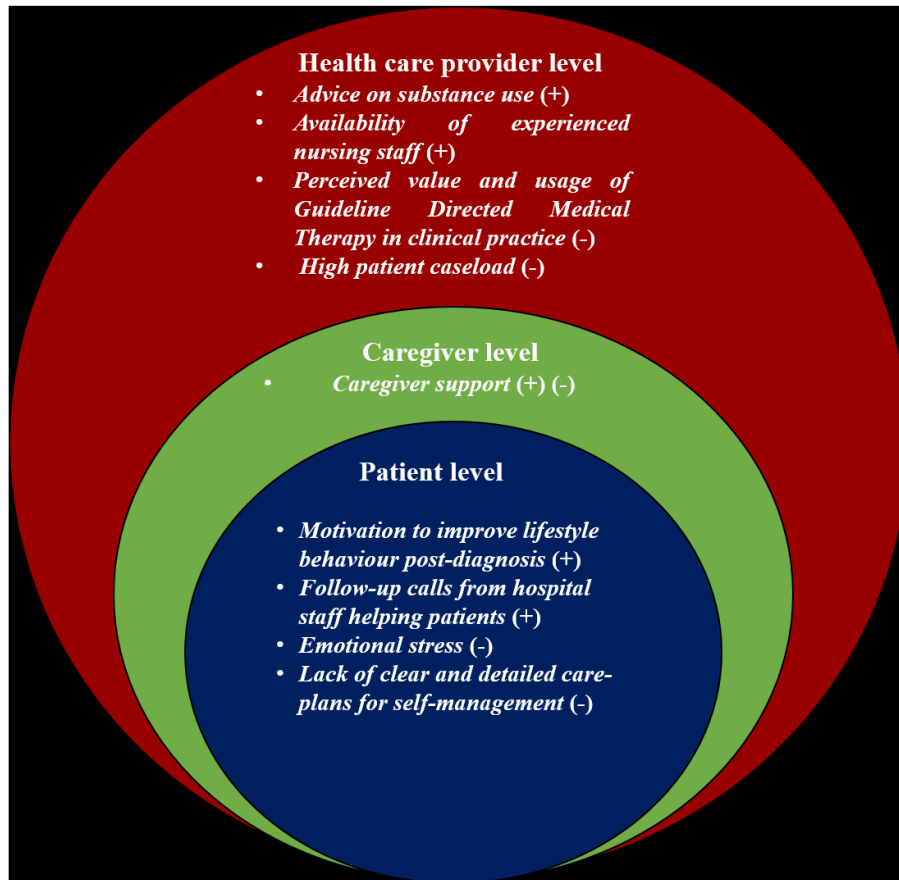 Health care provider level
• Advice on substance use (+)
• Availability of experienced
nursing staff (+)
• Perceived value and usage of
Guideline Directed Medical
Therapy in clinical practice (-)
• High patient caseload (-)
Caregiver level
• Caregiver support (+) (-)
Patient level
• Motivation to improve lifestyle
behaviour post-diagnosis (+)
• Follow-up calls from hospital
staff helping patients (+)
• Emotional stress (-)
• Lack of clear and detailed care-
plans for self-management (-)